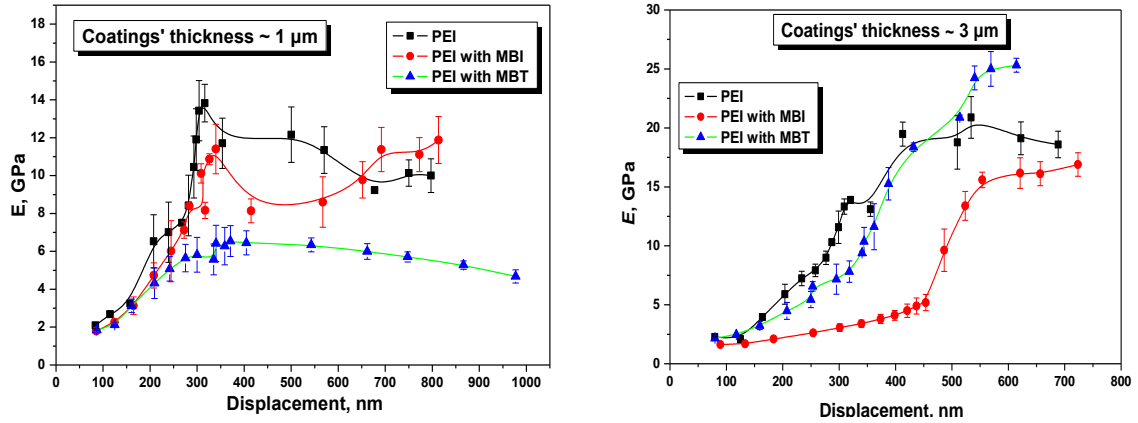 Coatings' thickness ~ 1 µm
PEI
PEI with MBI
PEI with MBT
E, GPa
18
16
14
12
10
8
6
4
2
0
0 100 200 300 400 500 600 700 800 900 1000
Displacement, nm
Coatings' thickness ~ 3 µm
PEI
PEI with MBI
PEI with MBT
E, GPa
30
25
20
15
10
5
0
0 100 200 300 400 500 600 700 800
Displacement, nm